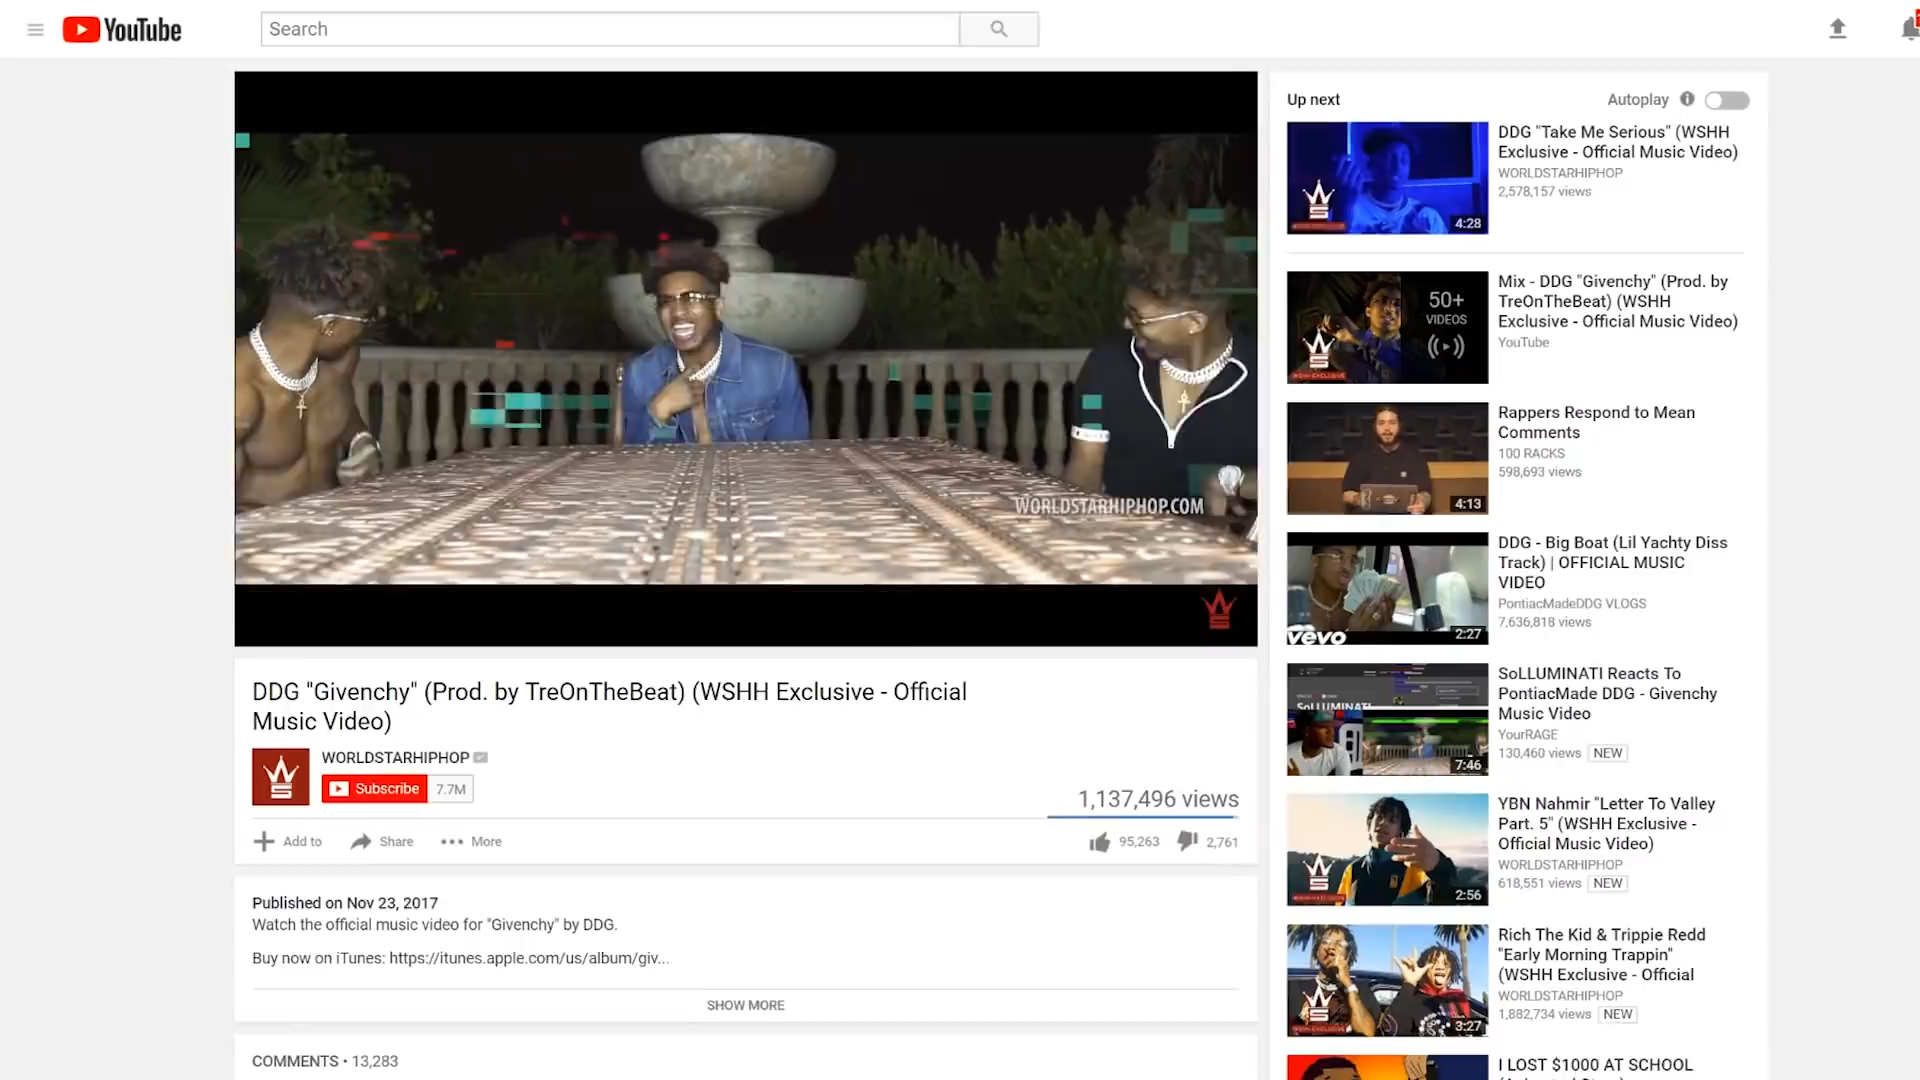 YouTube
Search
WORLDSTARHIPHOP.COM
DDG "Givenchy" (Prod. by TreOnTheBeat) (WSHH Exclusive - Official
Music Video)
WORLDSTARHIPHOP
Subscribe 7.7M
1,137,496 views
Add to Share More
95,263 2,761
Published on Nov 23, 2017
Watch the official music video for "Givenchy" by DDG.
Buy now on iTunes: https://itunes.apple.com/us/album/giv...
SHOW MORE
COMMENTS • 13,283
Up next
Autoplay
DDG "Take Me Serious" (WSHH
Exclusive - Official Music Video)
WORLDSTARHIPHOP
2,578,157 views
4:28
Mix - DDG "Givenchy" (Prod. by
TreOnTheBeat) (WSHH
Exclusive - Official Music Video)
YouTube
50+
VIDEOS
Rappers Respond to Mean
Comments
100 RACKS
598,693 views
4:13
DDG - Big Boat (Lil Yachty Diss
Track) | OFFICIAL MUSIC
VIDEO
PontiacMadeDDG VLOGS
7,636,818 views
vevo
2:27
SoLLUMINATI Reacts To
PontiacMade DDG - Givenchy
Music Video
YourRAGE
130,460 views NEW
SoLLUMINATI
7:46
YBN Nahmir "Letter To Valley
Part. 5" (WSHH Exclusive -
Official Music Video)
WORLDSTARHIPHOP
618,551 views NEW
2:56
Rich The Kid & Trippie Redd
"Early Morning Trappin"
(WSHH Exclusive - Official
WORLDSTARHIPHOP
1,882,734 views NEW
3:27
I LOST $1000 AT SCHOOL